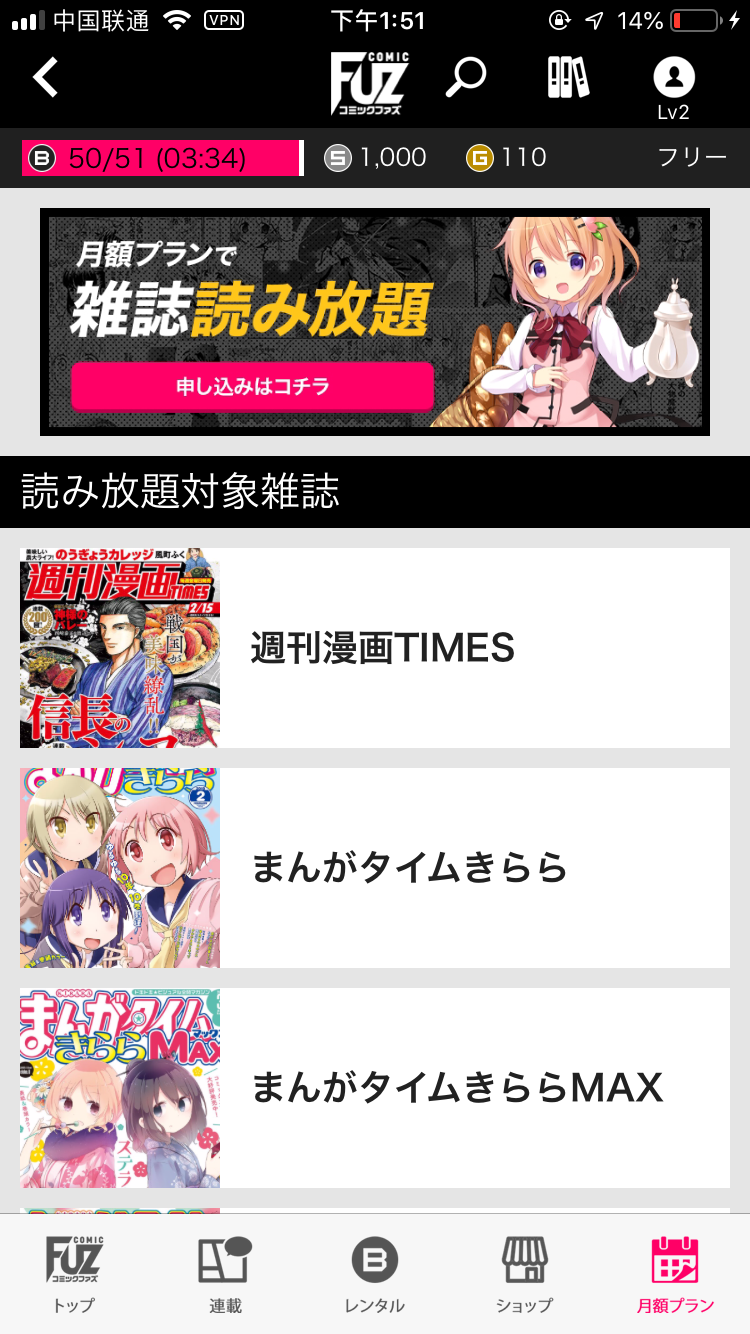 中国联通 VPN 下午1:51 14%
COMIC
FUZ
コミックファズ
Lv2
B 50/51 (03:34) S 1,000 G 110 フリー
月額プランで
雑誌読み放題
申し込みはコチラ
読み放題対象雑誌
のうぎょうカレッジ 風町ふく
週刊漫画TIMES
2/15
200
戦国が
美味繚乱!!
信長の
週刊漫画TIMES
まんがタイムきらら
2
まんがタイムきらら
まんがタイム
きらら MAX
ステラ
まんがタイムきららMAX
COMIC
FUZ
コミックファズ
B
トップ 連載 レンタル ショップ 月額プラン